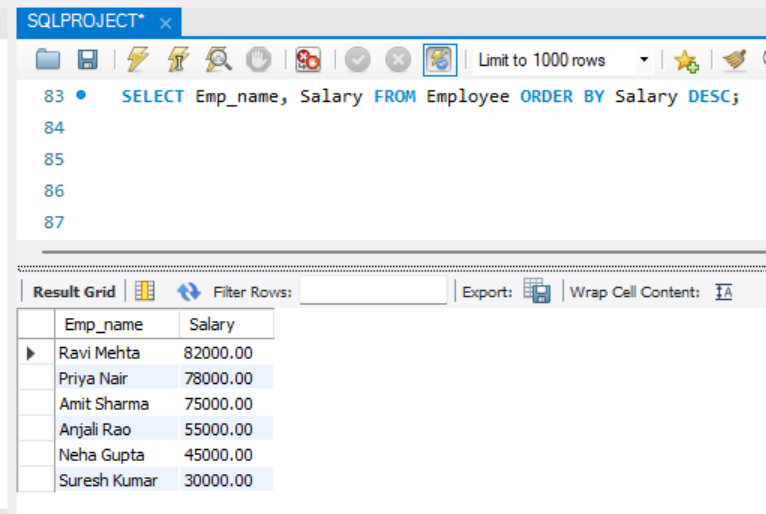 SQLPROJECT* ×
Limit to 1000 rows
83 SELECT Emp_name, Salary FROM Employee ORDER BY Salary DESC;
84
85
86
87
Result Grid Filter Rows: Export: Wrap Cell Content: IA
Emp_name Salary
Ravi Mehta 82000.00
Priya Nair 78000.00
Amit Sharma 75000.00
Anjali Rao 55000.00
Neha Gupta 45000.00
Suresh Kumar 30000.00